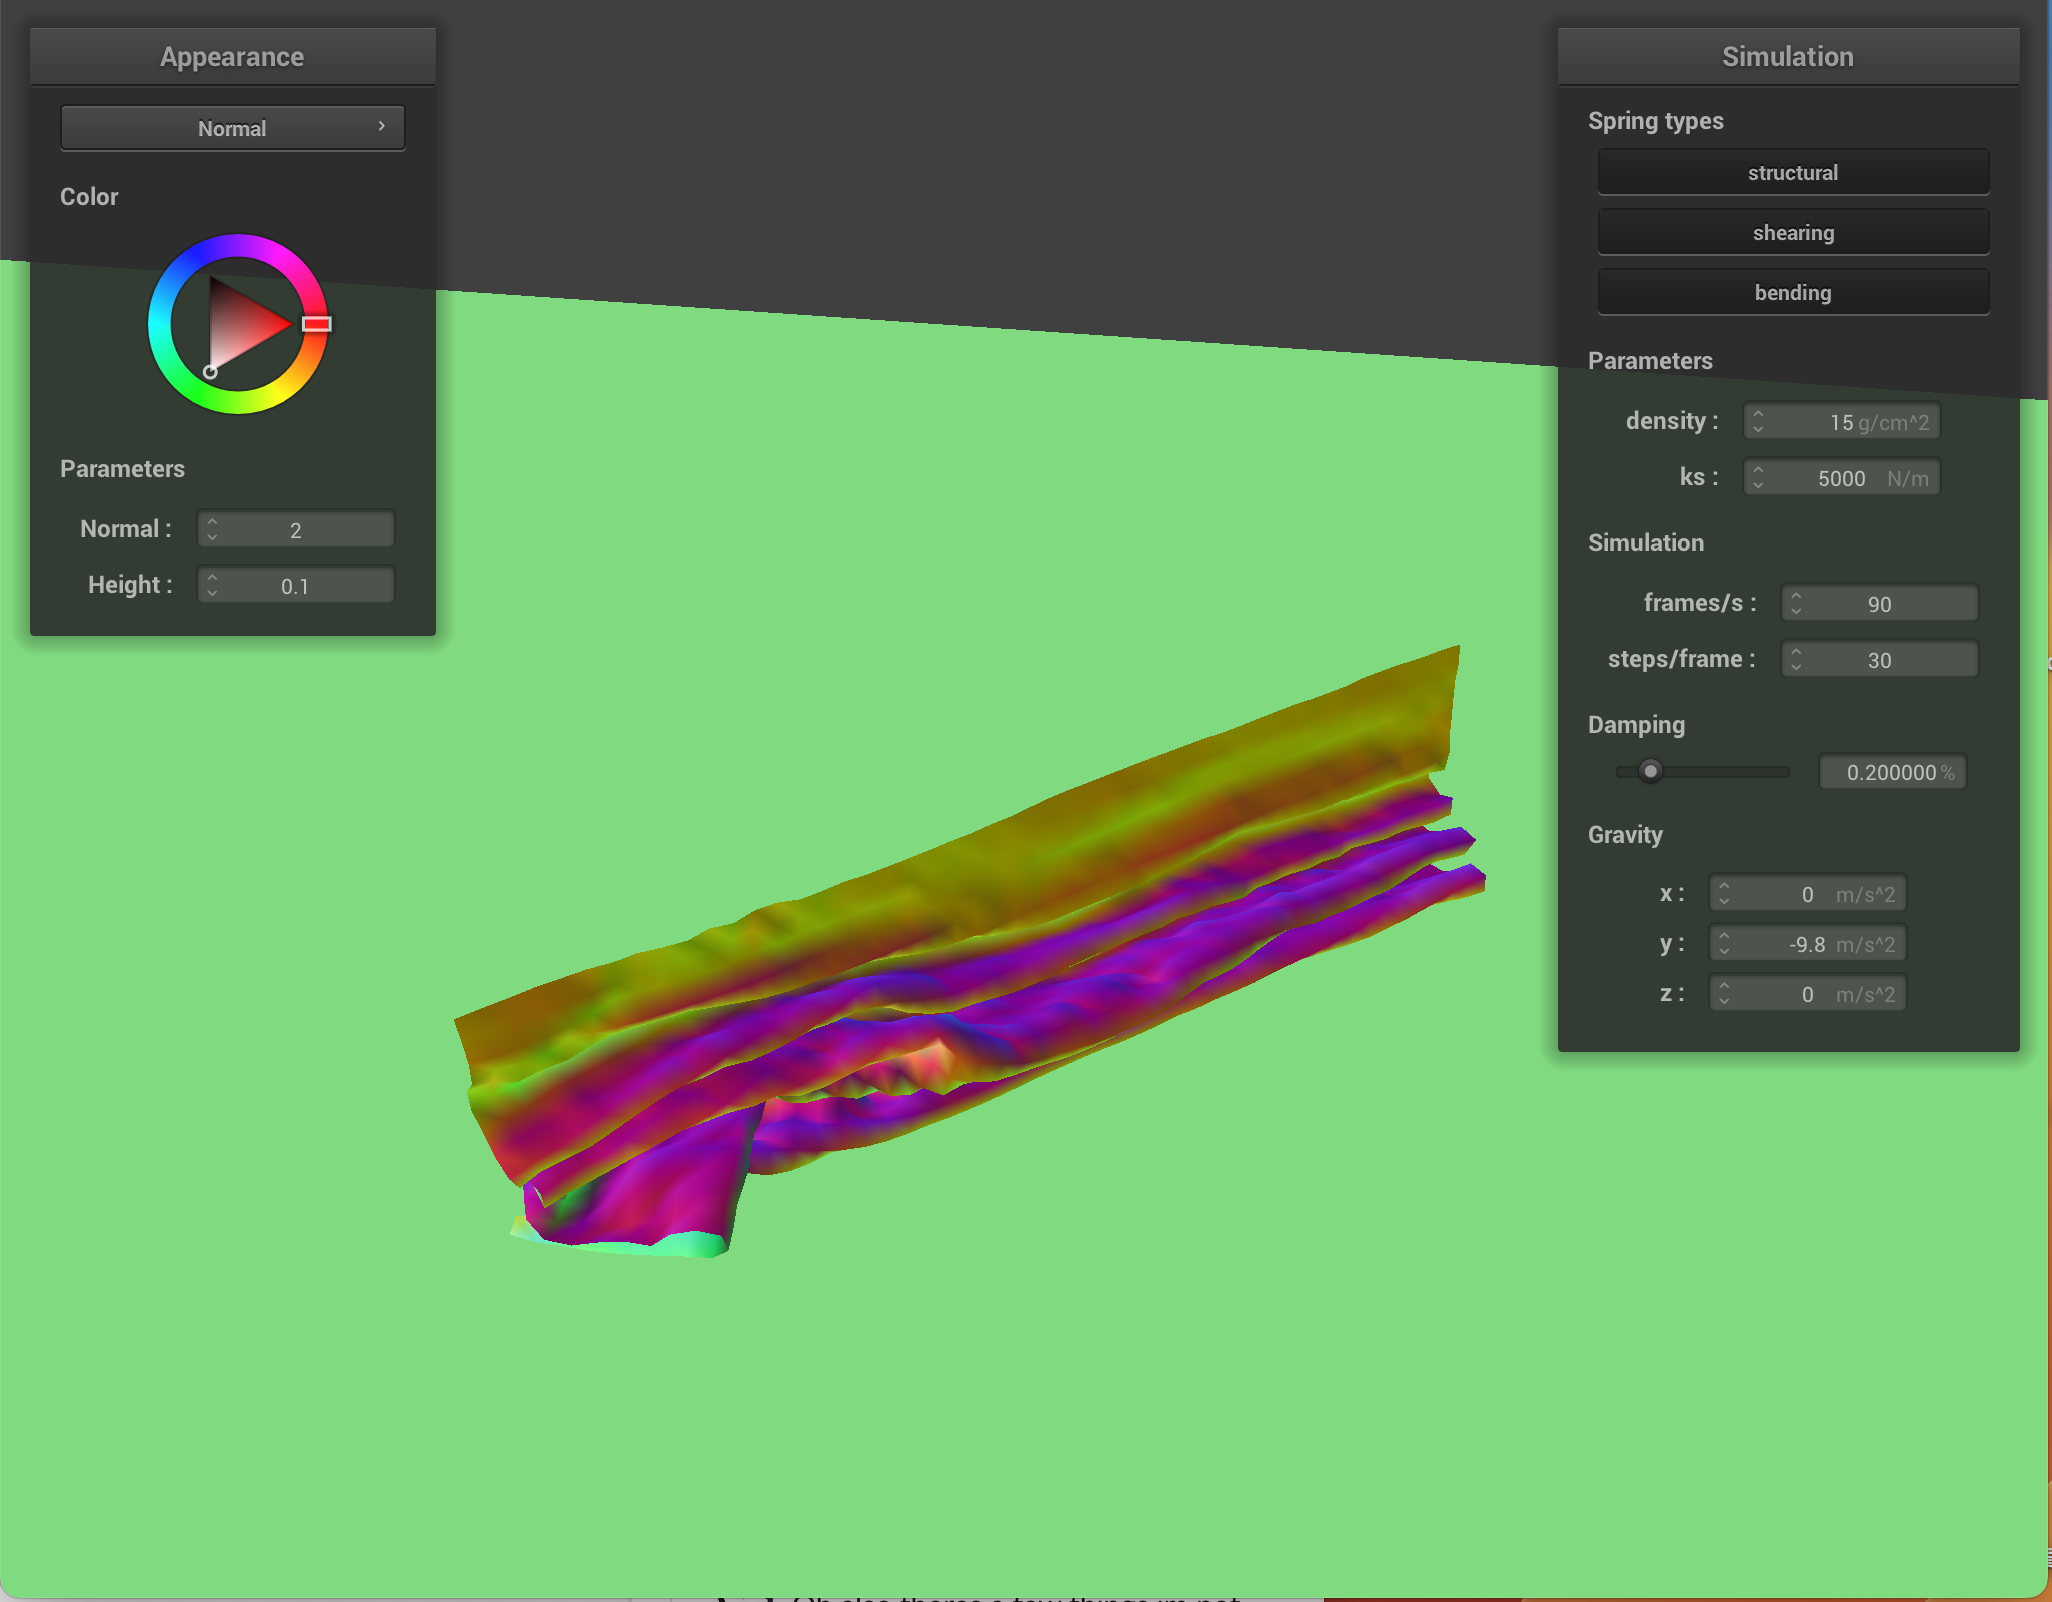 Appearance
Normal
Color
Parameters
Normal :
2
Height :
0.1
Simulation
Spring types
structural
shearing
bending
Parameters
density :
15 g/cm^2
ks :
5000 N/m
Simulation
frames/s :
90
steps/frame :
30
Damping
0.200000 %
Gravity
x :
0 m/s^2
y :
-9.8 m/s^2
z :
0 m/s^2